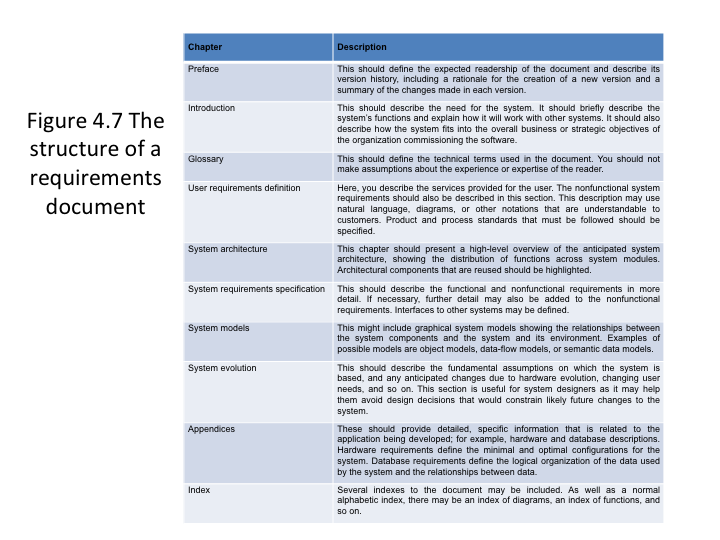 Figure 4.7 The
structure of a
requirements
document
Chapter
Description
Preface
This should define the expected readership of the document and describe its
version history, including a rationale for the creation of a new version and a
summary of the changes made in each version.
Introduction
This should describe the need for the system. It should briefly describe the
system's functions and explain how it will work with other systems. It should also
describe how the system fits into the overall business or strategic objectives of
the organization commissioning the software.
Glossary
This should define the technical terms used in the document. You should not
make assumptions about the experience or expertise of the reader.
User requirements definition
Here, you describe the services provided for the user. The nonfunctional system
requirements should also be described in this section. This description may use
natural language, diagrams, or other notations that are understandable to
customers. Product and process standards that must be followed should be
specified.
System architecture
This chapter should present a high-level overview of the anticipated system
architecture, showing the distribution of functions across system modules.
Architectural components that are reused should be highlighted.
System requirements specification
This should describe the functional and nonfunctional requirements in more
detail. If necessary, further detail may also be added to the nonfunctional
requirements. Interfaces to other systems may be defined.
System models
This might include graphical system models showing the relationships between
the system components and the system and its environment. Examples of
possible models are object models, data-flow models, or semantic data models.
System evolution
This should describe the fundamental assumptions on which the system is
based, and any anticipated changes due to hardware evolution, changing user
needs, and so on. This section is useful for system designers as it may help
them avoid design decisions that would constrain likely future changes to the
system.
Appendices
These should provide detailed, specific information that is related to the
application being developed; for example, hardware and database descriptions.
Hardware requirements define the minimal and optimal configurations for the
system. Database requirements define the logical organization of the data used
by the system and the relationships between data.
Index
Several indexes to the document may be included. As well as a normal
alphabetic index, there may be an index of diagrams, an index of functions, and
so on.